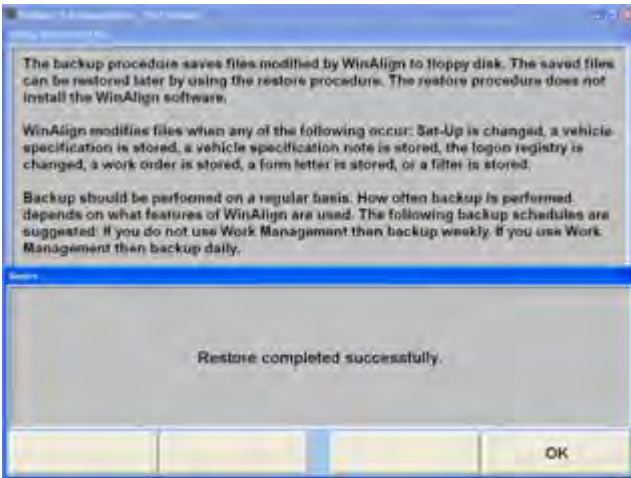 The backup procedure saves files modified by WinAlign to floppy disk. The saved files
can be restored later by using the restore procedure. The restore procedure does not
install the WinAlign software.
WinAlign modifies files when any of the following occur: Set-Up is changed, a vehicle
specification is stored, a vehicle specification note is stored, the logon registry is
changed, a work order is stored, a form letter is stored, or a filter is stored.
Backup should be performed on a regular basis. How often backup is performed
depends on what features of WinAlign are used. The following backup schedules are
suggested: If you do not use Work Management then backup weekly. If you use Work
Management then backup daily.
Restore completed successfully.
OK